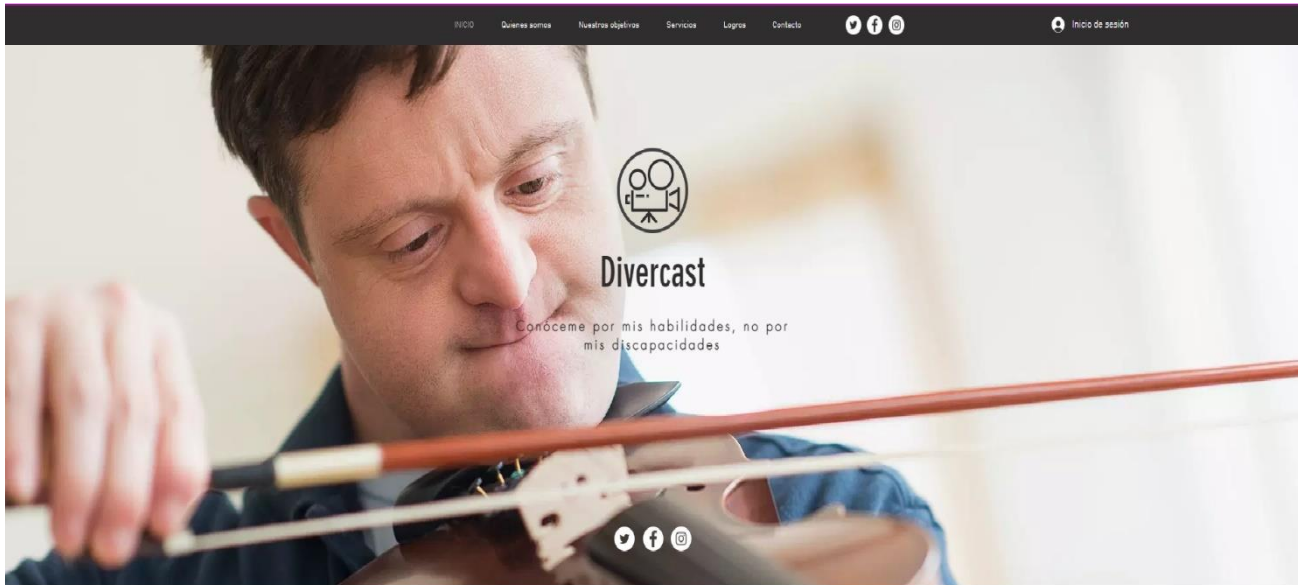 INICIO
Quienes somos
Nuestros objetivos
Servicios
Logros
Contacto
Inicio de sesión
Divercast
Conóceme por mis habilidades, no por
mis discapacidades